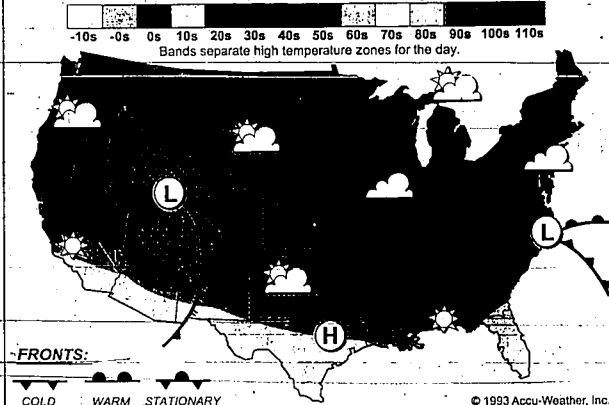 -10s -0s 0s 10s 20s 30s 40s 50s 60s 70s 80s 90s 100s 110s
Bands separate high temperature zones for the day.
L
L
H
FRONTS:
COLD WARM STATIONARY
© 1993 Accu-Weather, Inc.